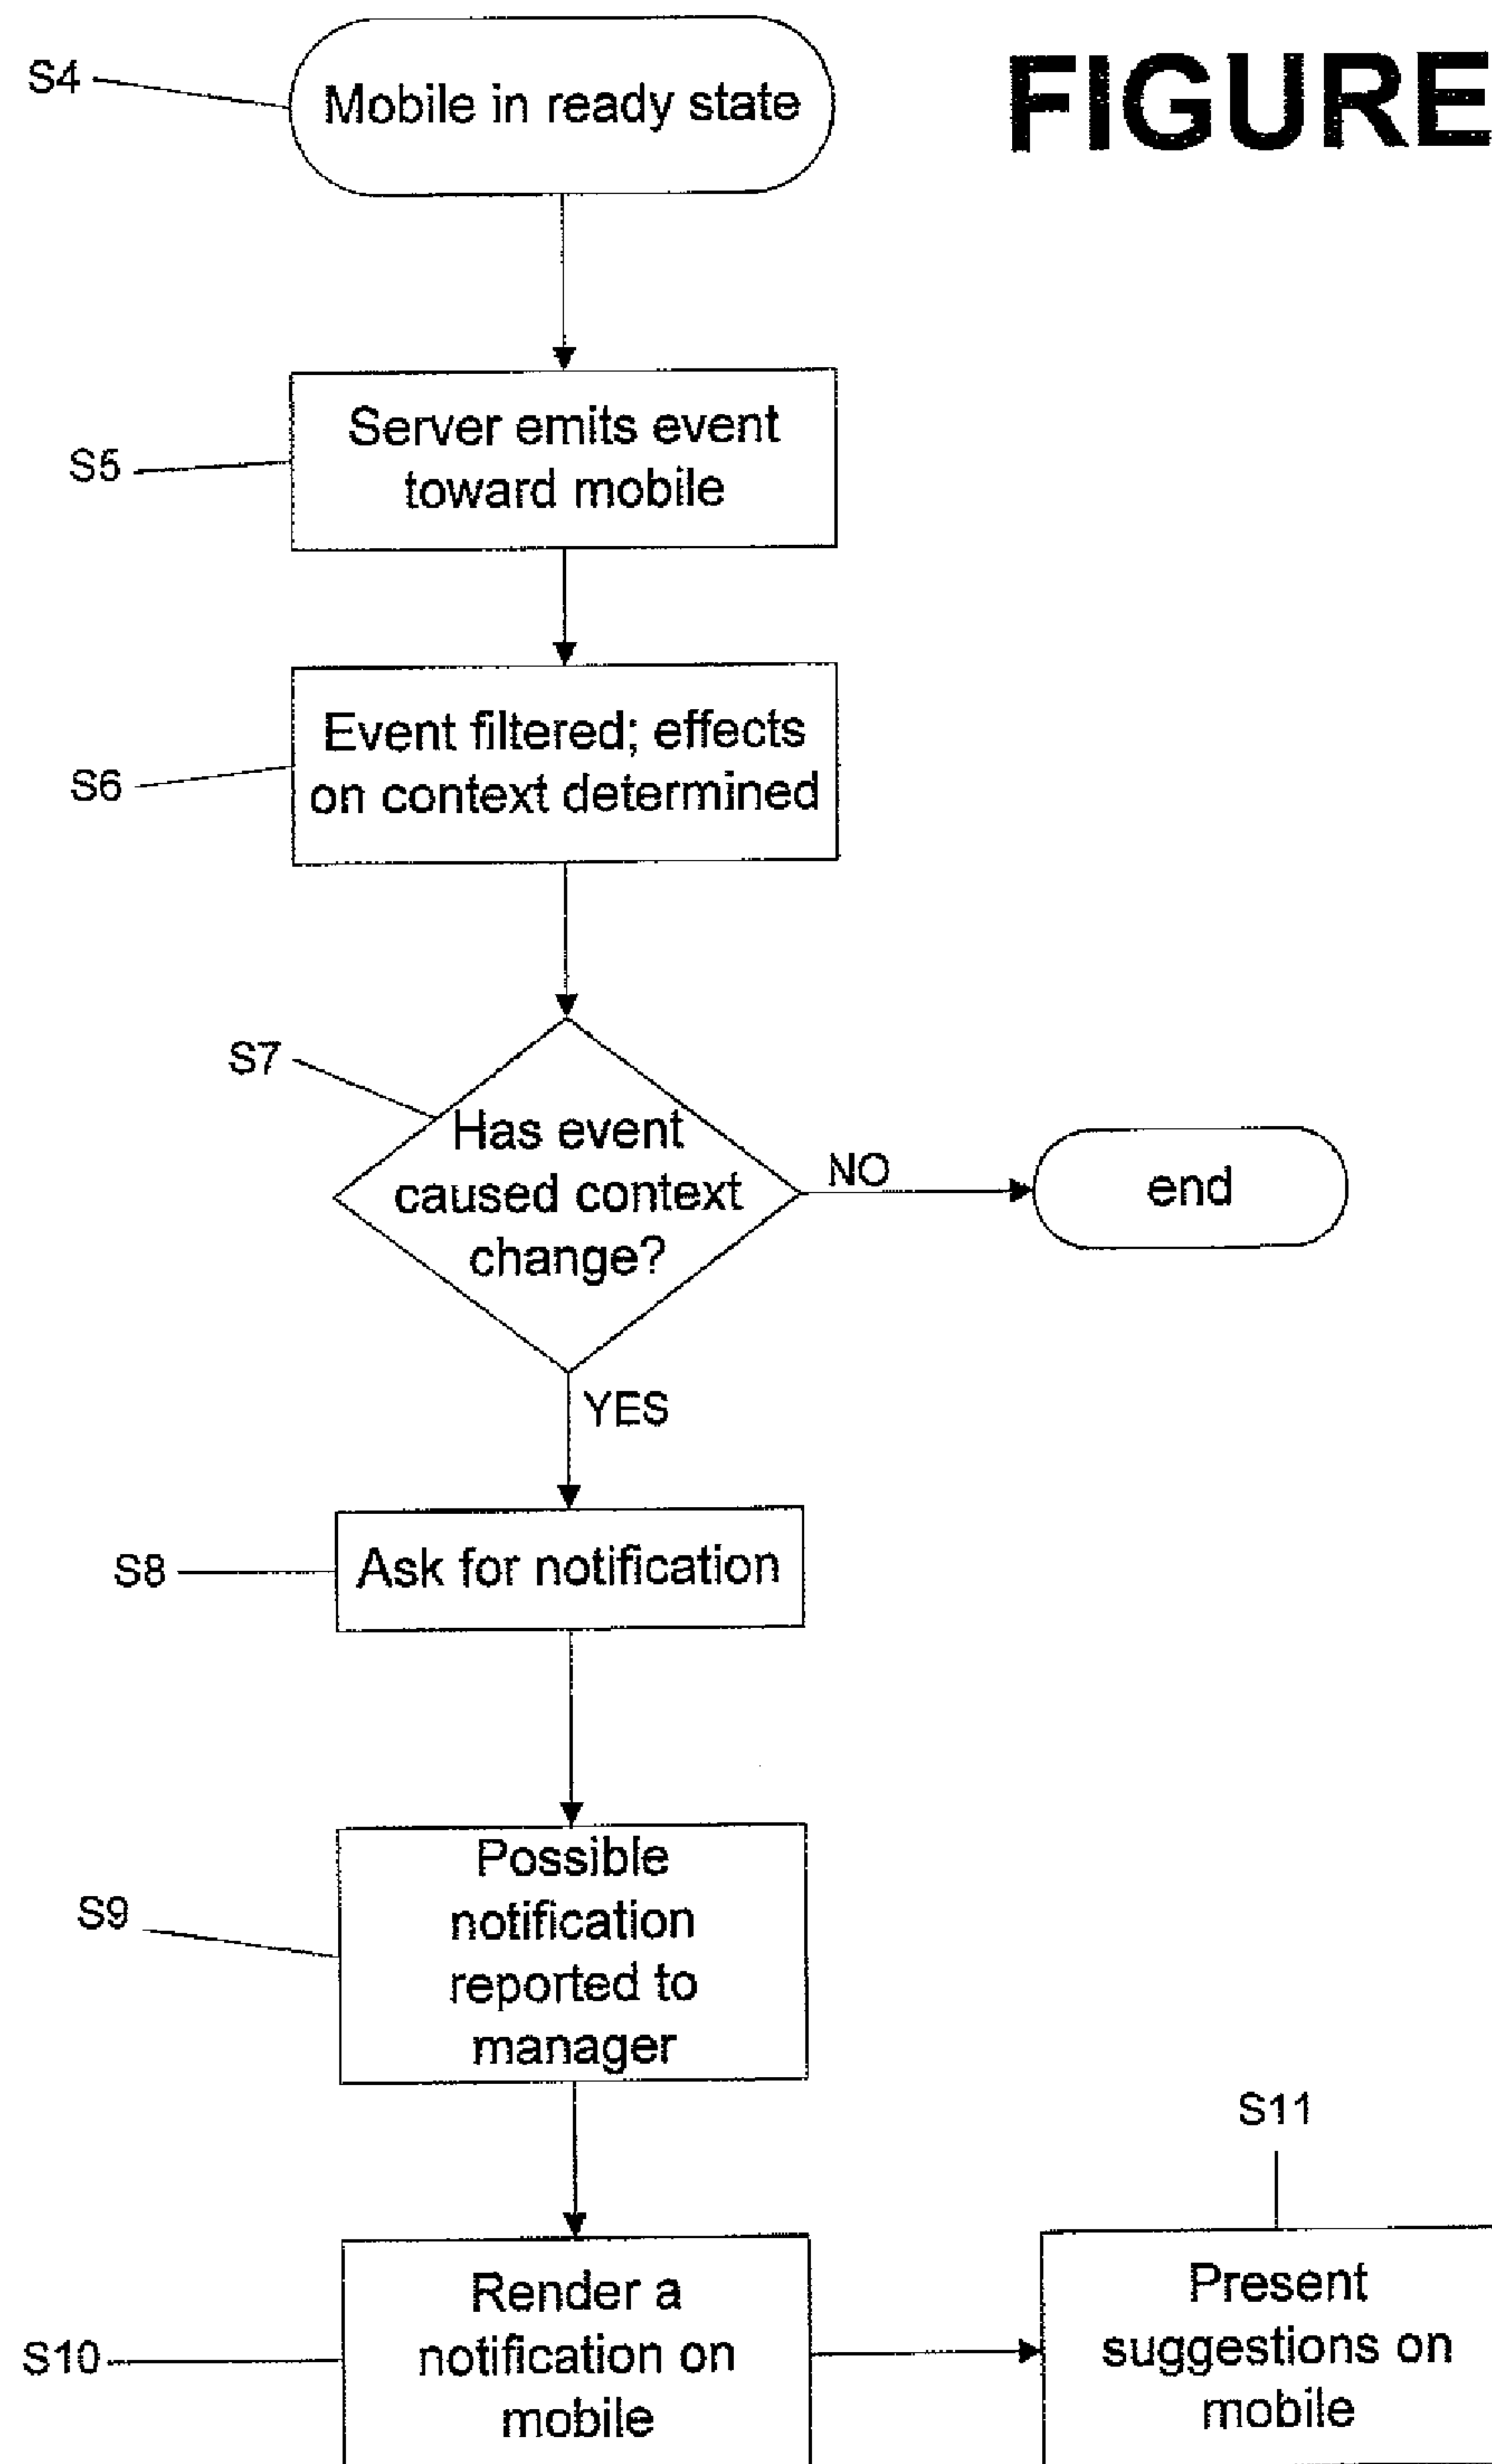 FIGURE
S4
Mobile in ready state
S5
Server emits event
toward mobile
S6
Event filtered; effects
on context determined
S7
Has event
caused context
change?
NO
end
YES
S8
Ask for notification
S9
Possible
notification
reported to
manager
S11
S10
Render a
notification on
mobile
Present
suggestions on
mobile